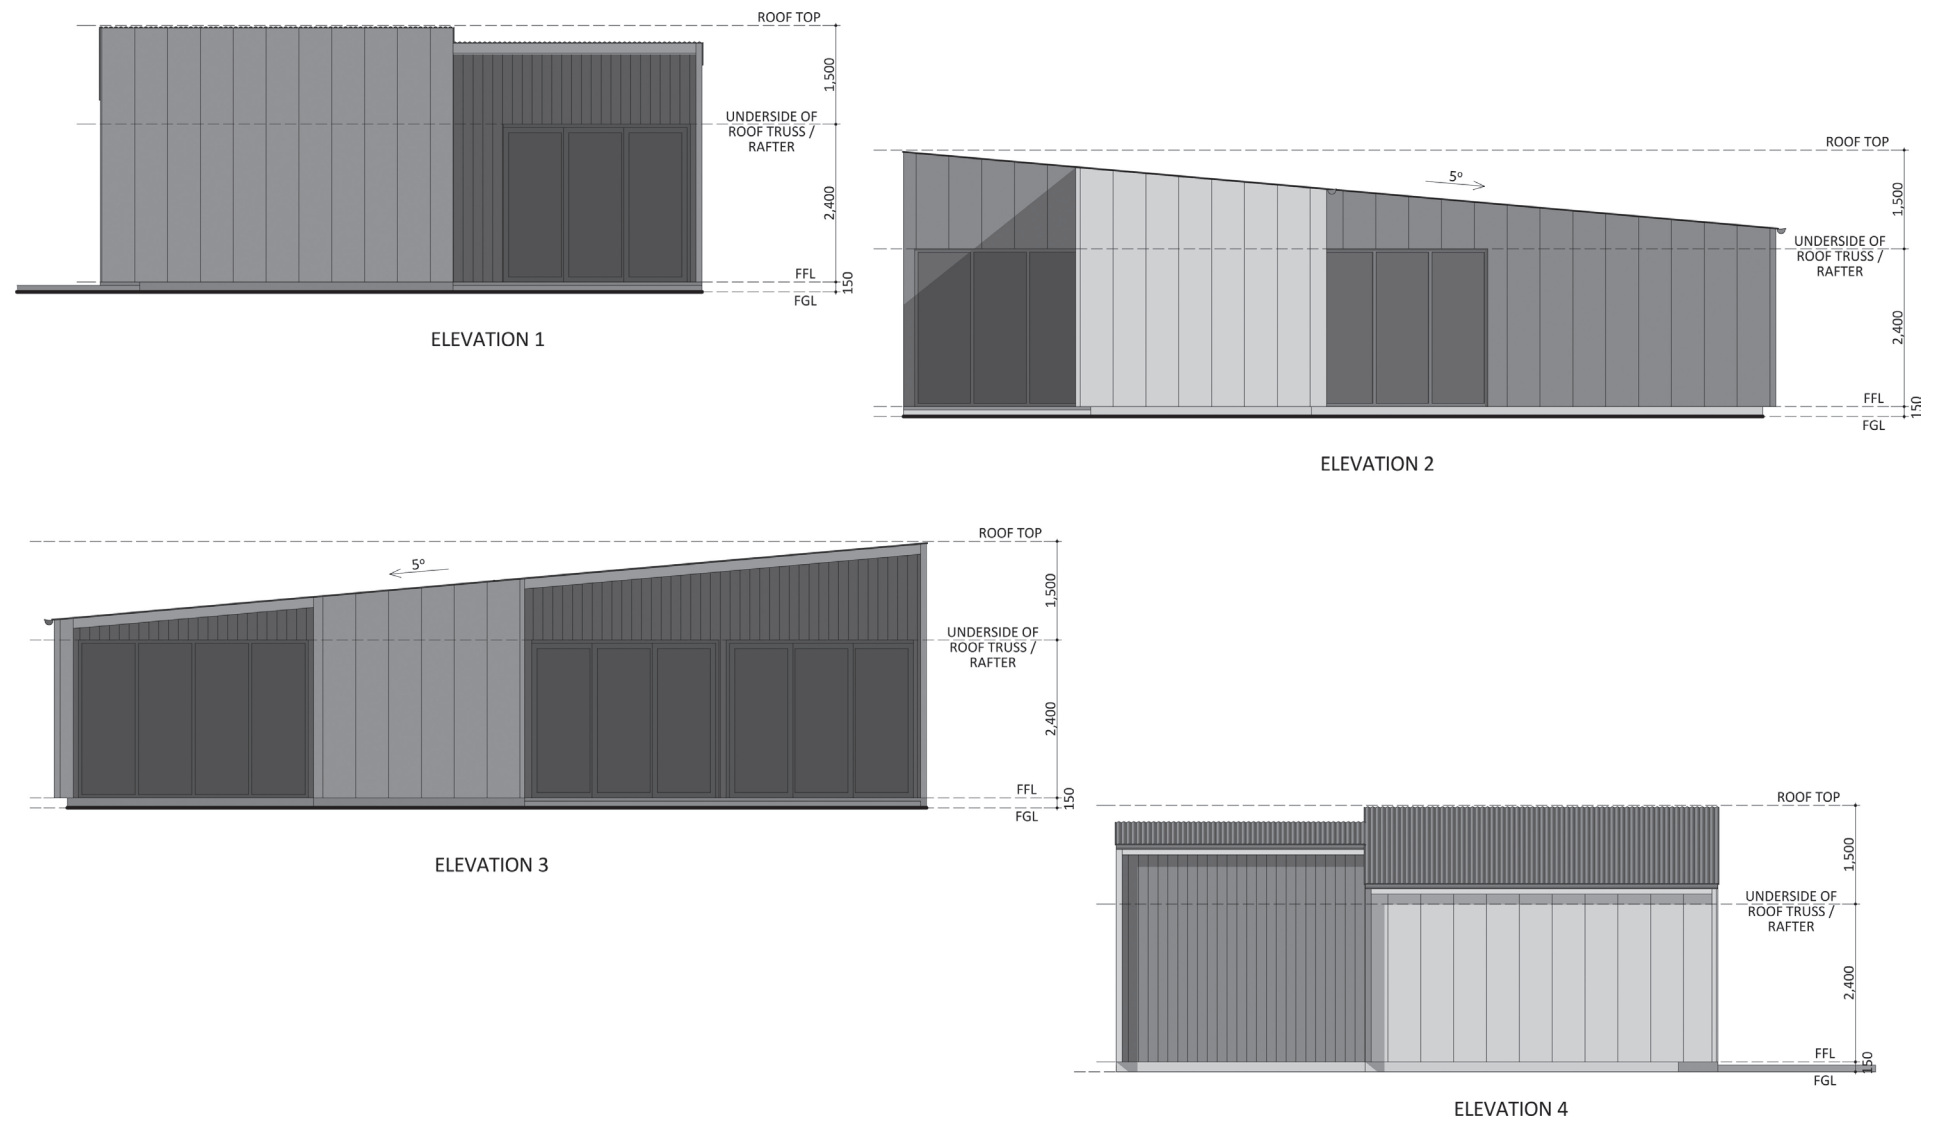 ROOF TOP
1,500
UNDERSIDE OF
ROOF TRUSS /
RAFTER
2,400
FFL
150
FGL
ELEVATION 1
ROOF TOP
5º
1,500
UNDERSIDE OF
ROOF TRUSS /
RAFTER
2,400
FFL
150
FGL
ELEVATION 2
ROOF TOP
5º
1,500
UNDERSIDE OF
ROOF TRUSS /
RAFTER
2,400
FFL
150
FGL
ELEVATION 3
ROOF TOP
1,500
UNDERSIDE OF
ROOF TRUSS /
RAFTER
2,400
FFL
150
FGL
ELEVATION 4